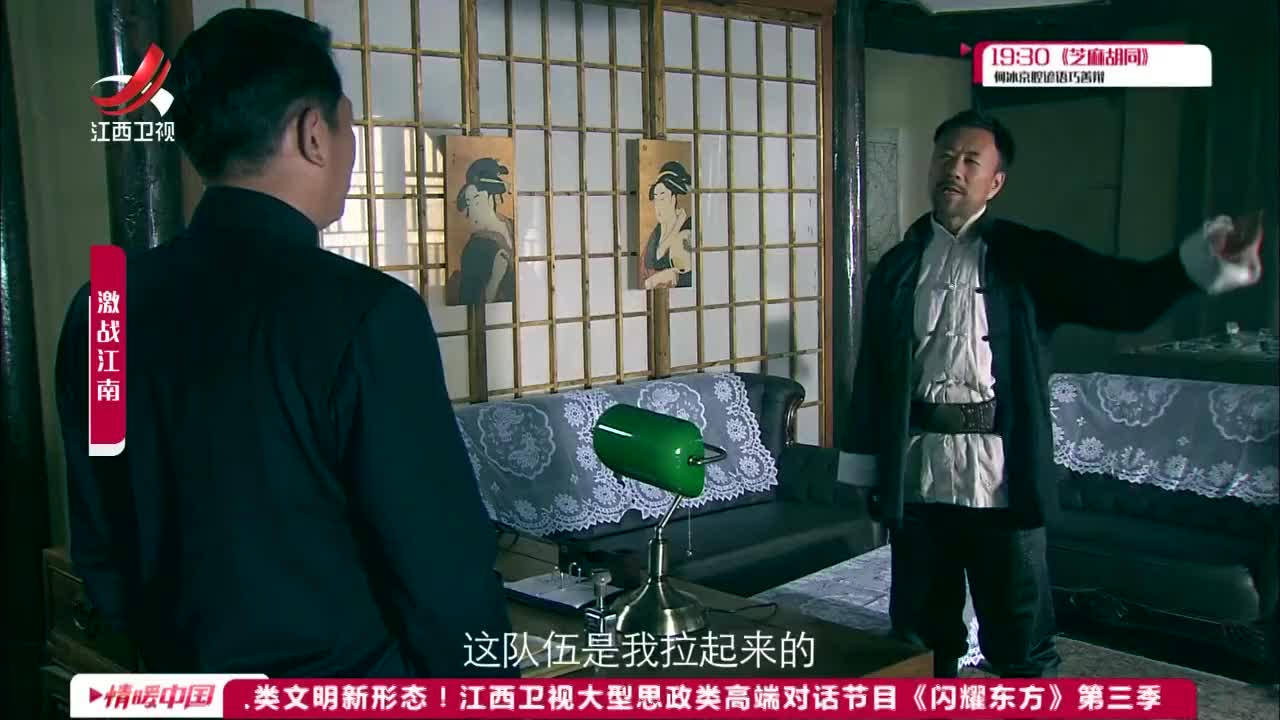 江西卫视
19:30《芝麻胡同》
何冰京腔谚语巧善辩
激战江南
这队伍是我拉起来的
情暖中国
类文明新形态！江西卫视大型思政类高端对话节目《闪耀东方》第三季